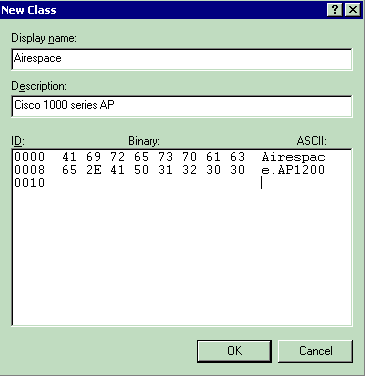 New Class
Display name:
Airespace
Description:
Cisco 1000 series AP
ID: Binary: ASCII:
0000 41 69 72 65 73 70 61 63 Airespac
0008 65 2E 41 50 31 32 30 30 e.AP1200
0010
OK Cancel